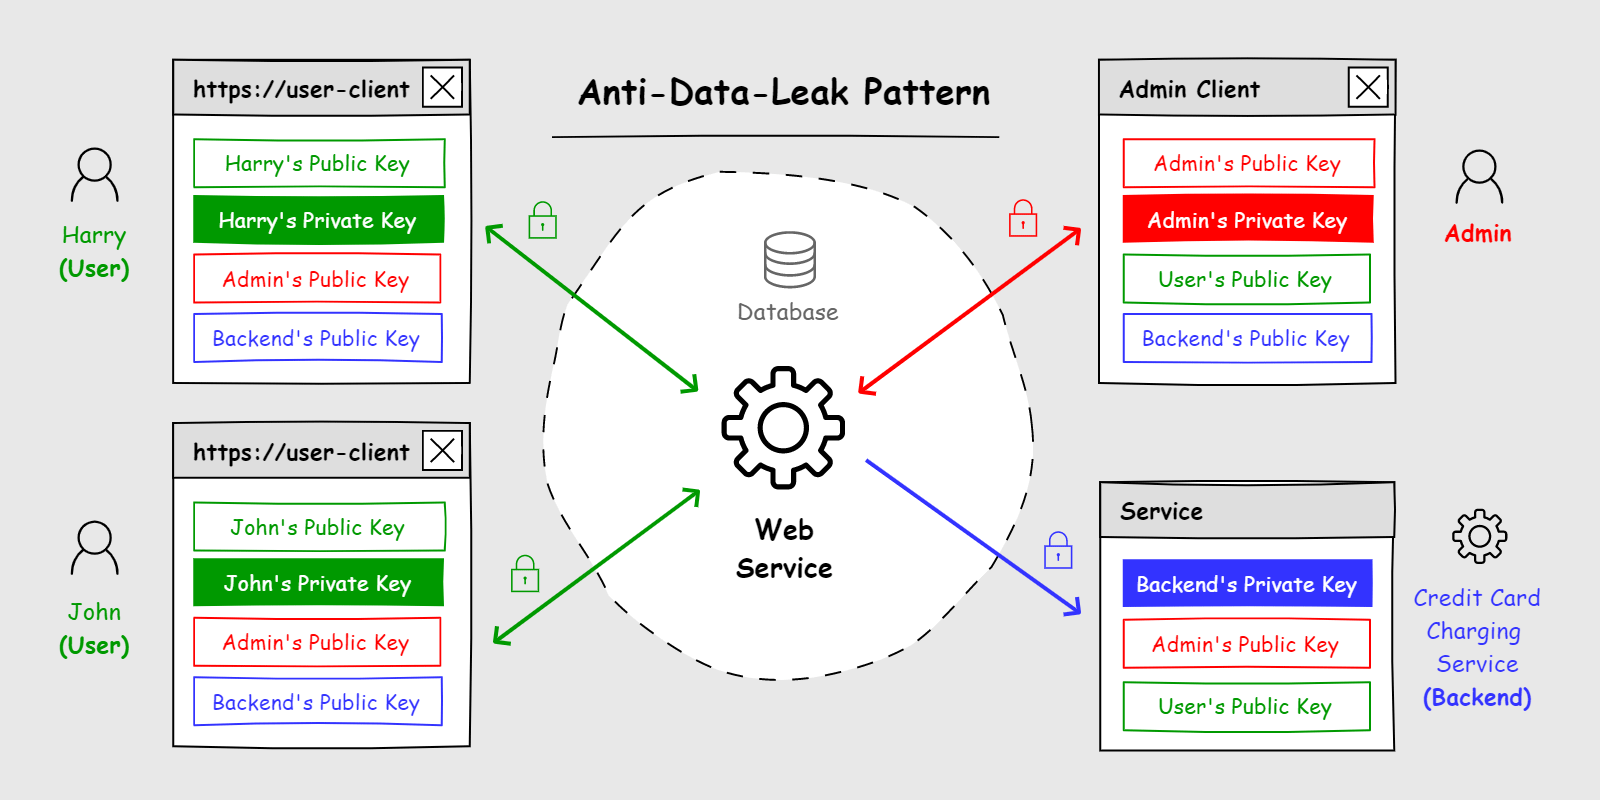 Anti-Data-Leak Pattern
https://user-client
Harry's Public Key
Harry's Private Key
Admin's Public Key
Backend's Public Key
Harry
(User)
https://user-client
John's Public Key
John's Private Key
Admin's Public Key
Backend's Public Key
John
(User)
Database
Web
Service
Admin Client
Admin's Public Key
Admin's Private Key
User's Public Key
Backend's Public Key
Admin
Service
Backend's Private Key
Admin's Public Key
User's Public Key
Credit Card
Charging
Service
(Backend)